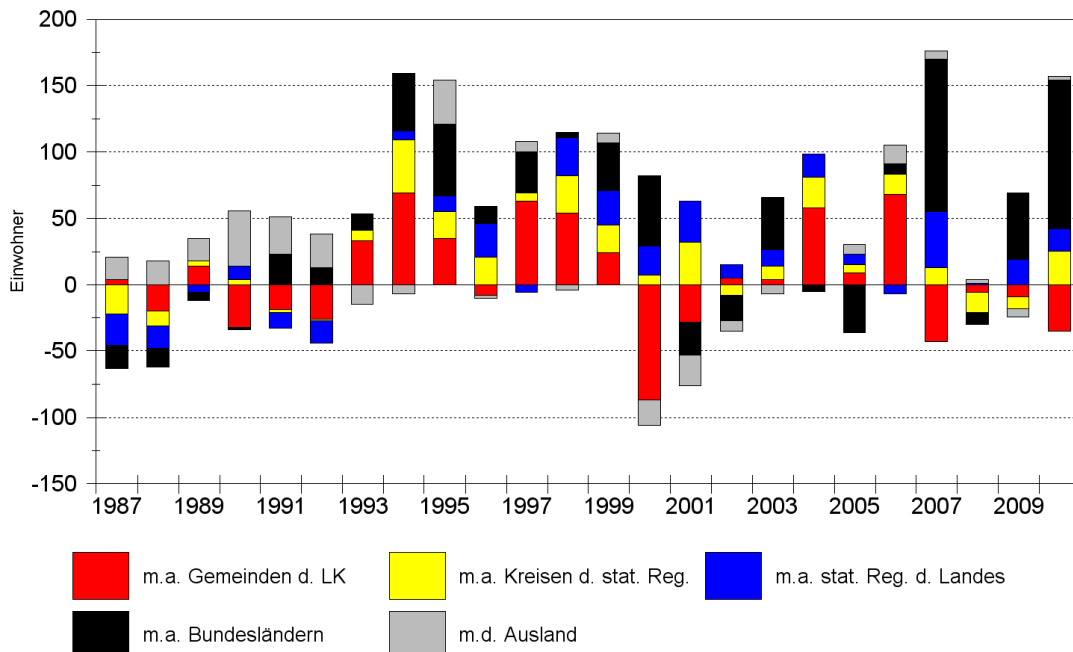 200
150
100
50
0
-50
-100
-150
Einwohner
1987 1989 1991 1993 1995 1997 1999 2001 2003 2005 2007 2009
m.a. Gemeinden d. LK m.a. Kreisen d. stat. Reg. m.a. stat. Reg. d. Landes
m.a. Bundesländern m.d. Ausland